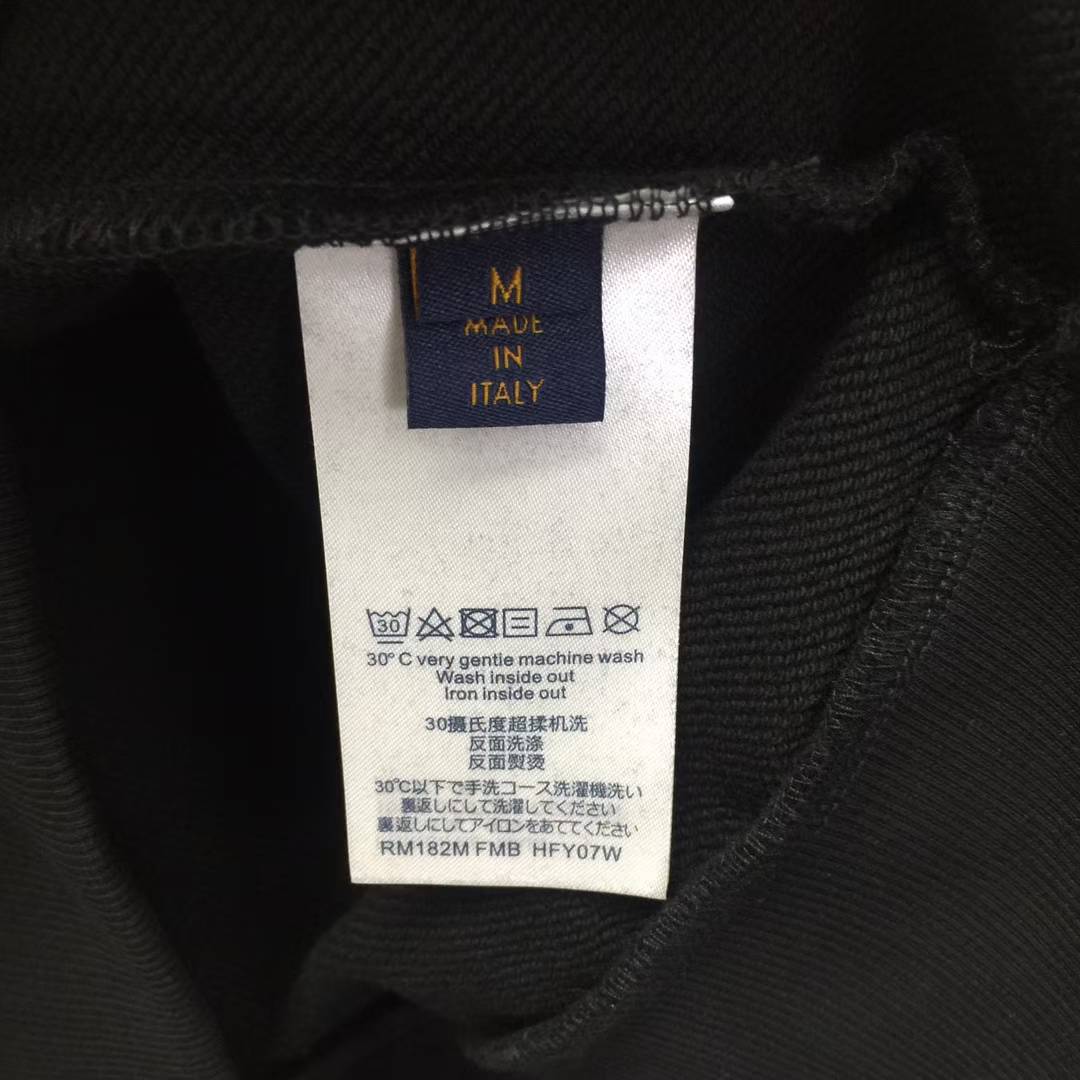 M
MADE
IN
ITALY
30
30°C very gentie machine wash
Wash inside out
Iron inside out
30摄氏度超揉机洗
反面洗涤
反面熨烫
30℃以下で手洗コース洗濯機洗い
裏返しにして洗濯してください
裏返しにしてアイロンをあててください
RM182M FMB HFY07W